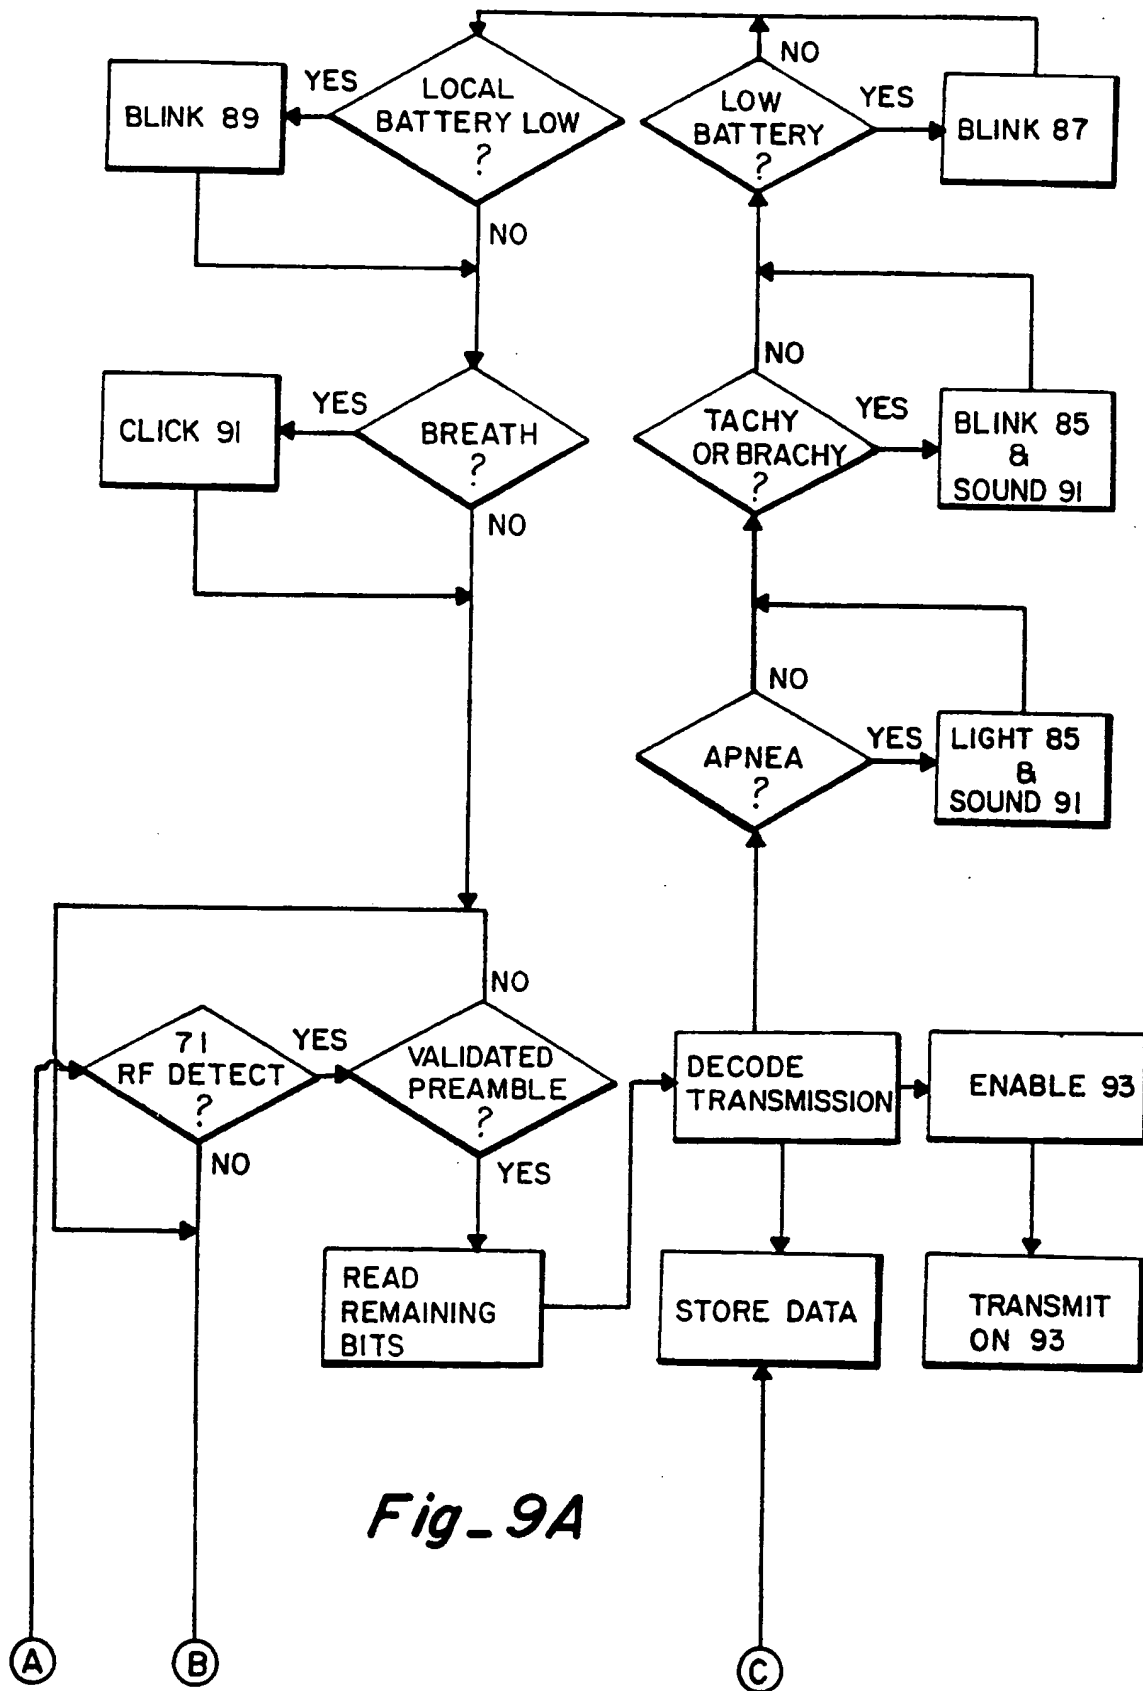 NO
YES
LOCAL
BATTERY LOW
?
LOW
BATTERY
?
YES
BLINK 89
BLINK 87
NO
NO
YES
BREATH
?
CLICK 91
TACHY
OR BRACHY
?
YES
BLINK 85
&
SOUND 91
NO
NO
APNEA
?
YES
LIGHT 85
&
SOUND 91
NO
71
RF DETECT
?
YES
VALIDATED
PREAMBLE
?
DECODE
TRANSMISSION
ENABLE 93
NO
YES
READ
REMAINING
BITS
STORE DATA
TRANSMIT
ON 93
Fig_9A
A
B
C